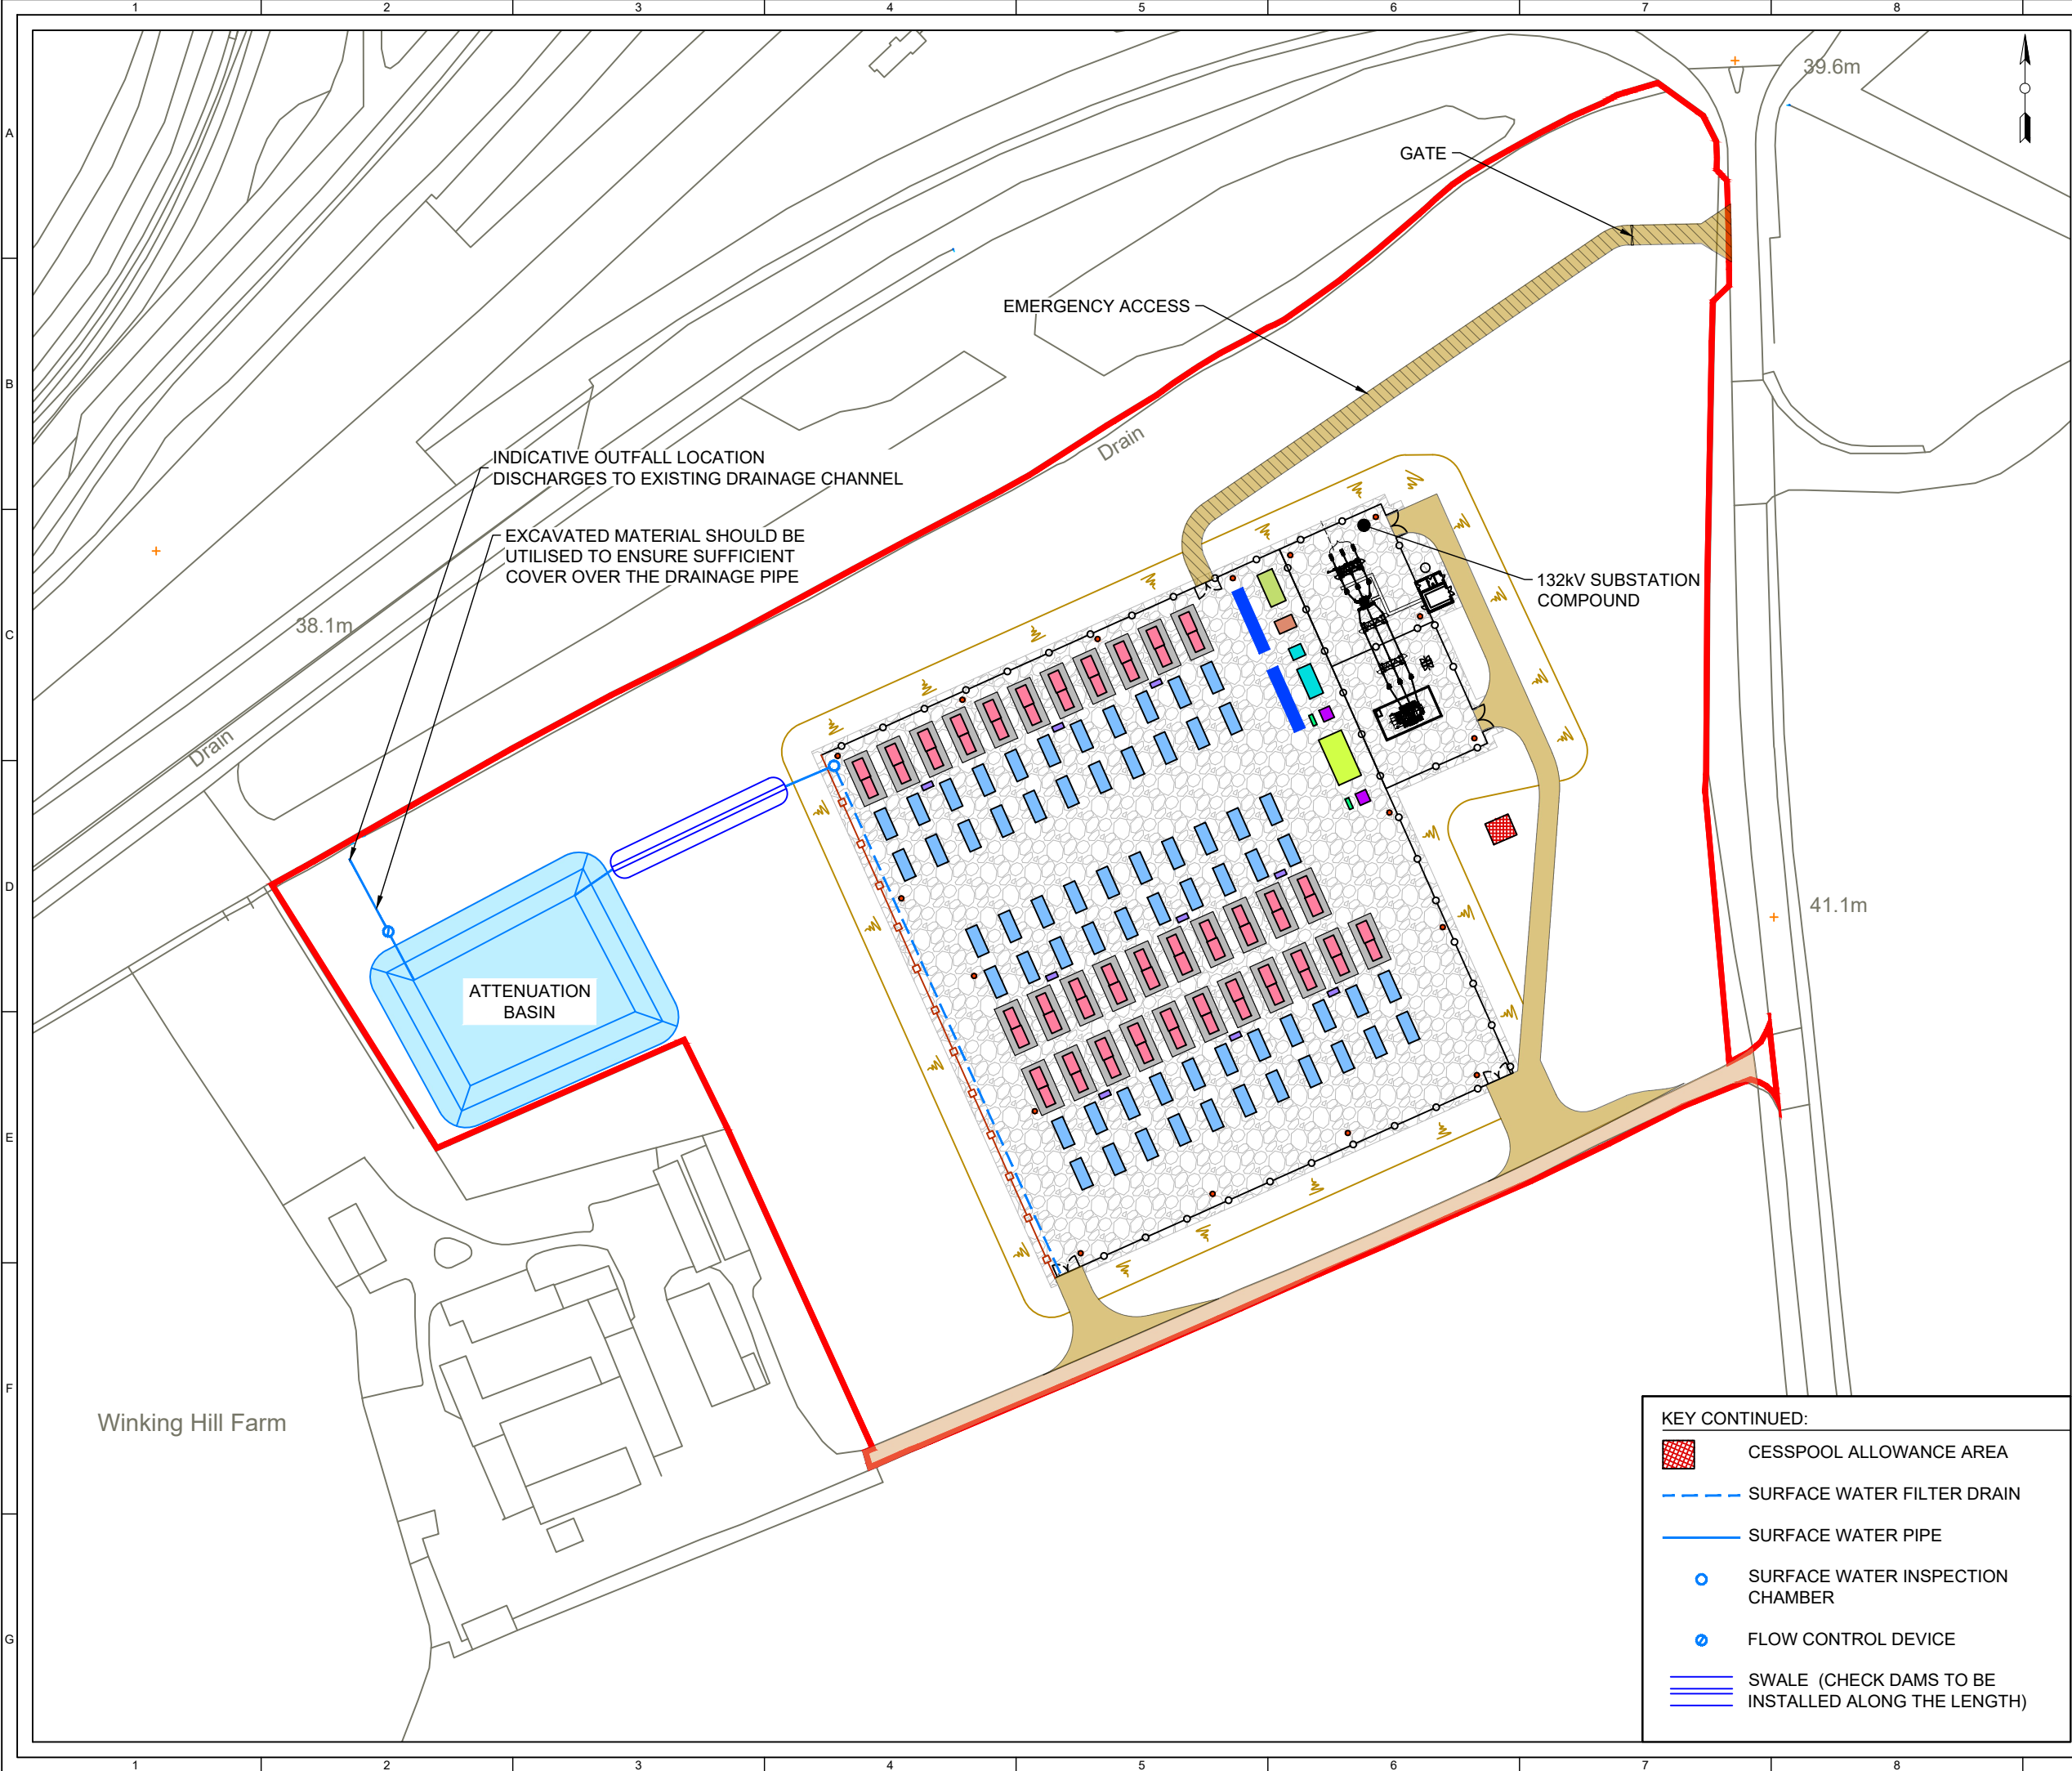 1 2 3 4 5 6 7 8
39.6m
A
GATE
EMERGENCY ACCESS
B
Drain
INDICATIVE OUTFALL LOCATION
DISCHARGES TO EXISTING DRAINAGE CHANNEL
EXCAVATED MATERIAL SHOULD BE
UTILISED TO ENSURE SUFFICIENT
COVER OVER THE DRAINAGE PIPE
132kV SUBSTATION
COMPOUND
C
38.1m
Drain
D
41.1m
ATTENUATION
BASIN
E
F
Winking Hill Farm
KEY CONTINUED:
CESSPOOL ALLOWANCE AREA
SURFACE WATER FILTER DRAIN
SURFACE WATER PIPE
SURFACE WATER INSPECTION
CHAMBER
G
FLOW CONTROL DEVICE
SWALE (CHECK DAMS TO BE
INSTALLED ALONG THE LENGTH)
1 2 3 4 5 6 7 8